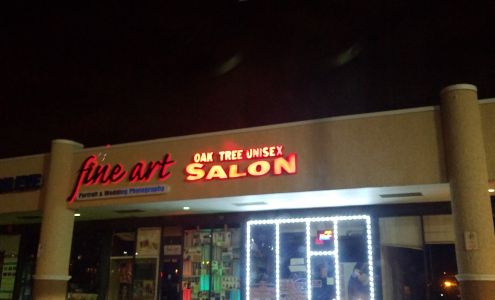 fine art
Portrait & Wedding Photography
OAK TREE UNISEX
SALON